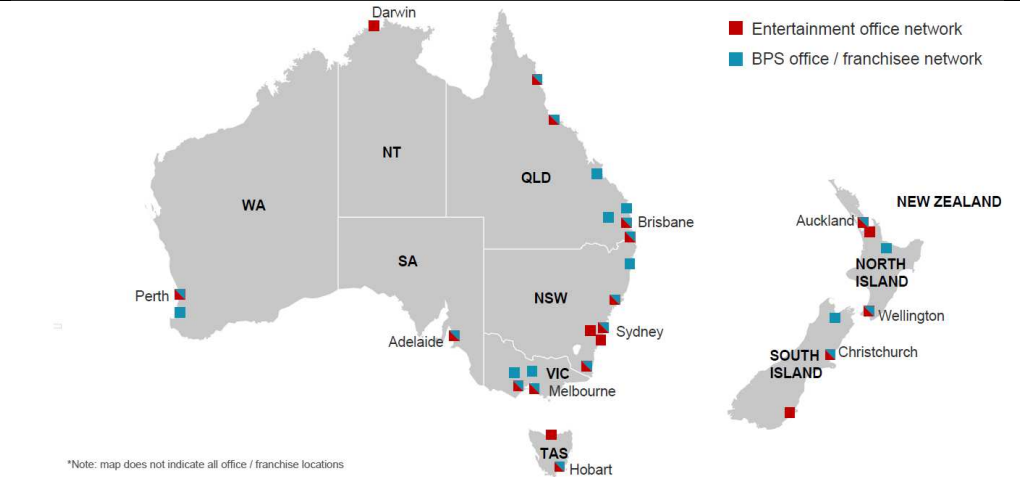 Darwin
Entertainment office network
BPS office / franchisee network
NT
QLD
WA
NEW ZEALAND
Auckland
Brisbane
SA
NORTH
ISLAND
Perth
NSW
Wellington
Sydney
Adelaide
Christchurch
SOUTH
ISLAND
VIC
Melbourne
TAS
Hobart
*Note: map does not indicate all office / franchise locations